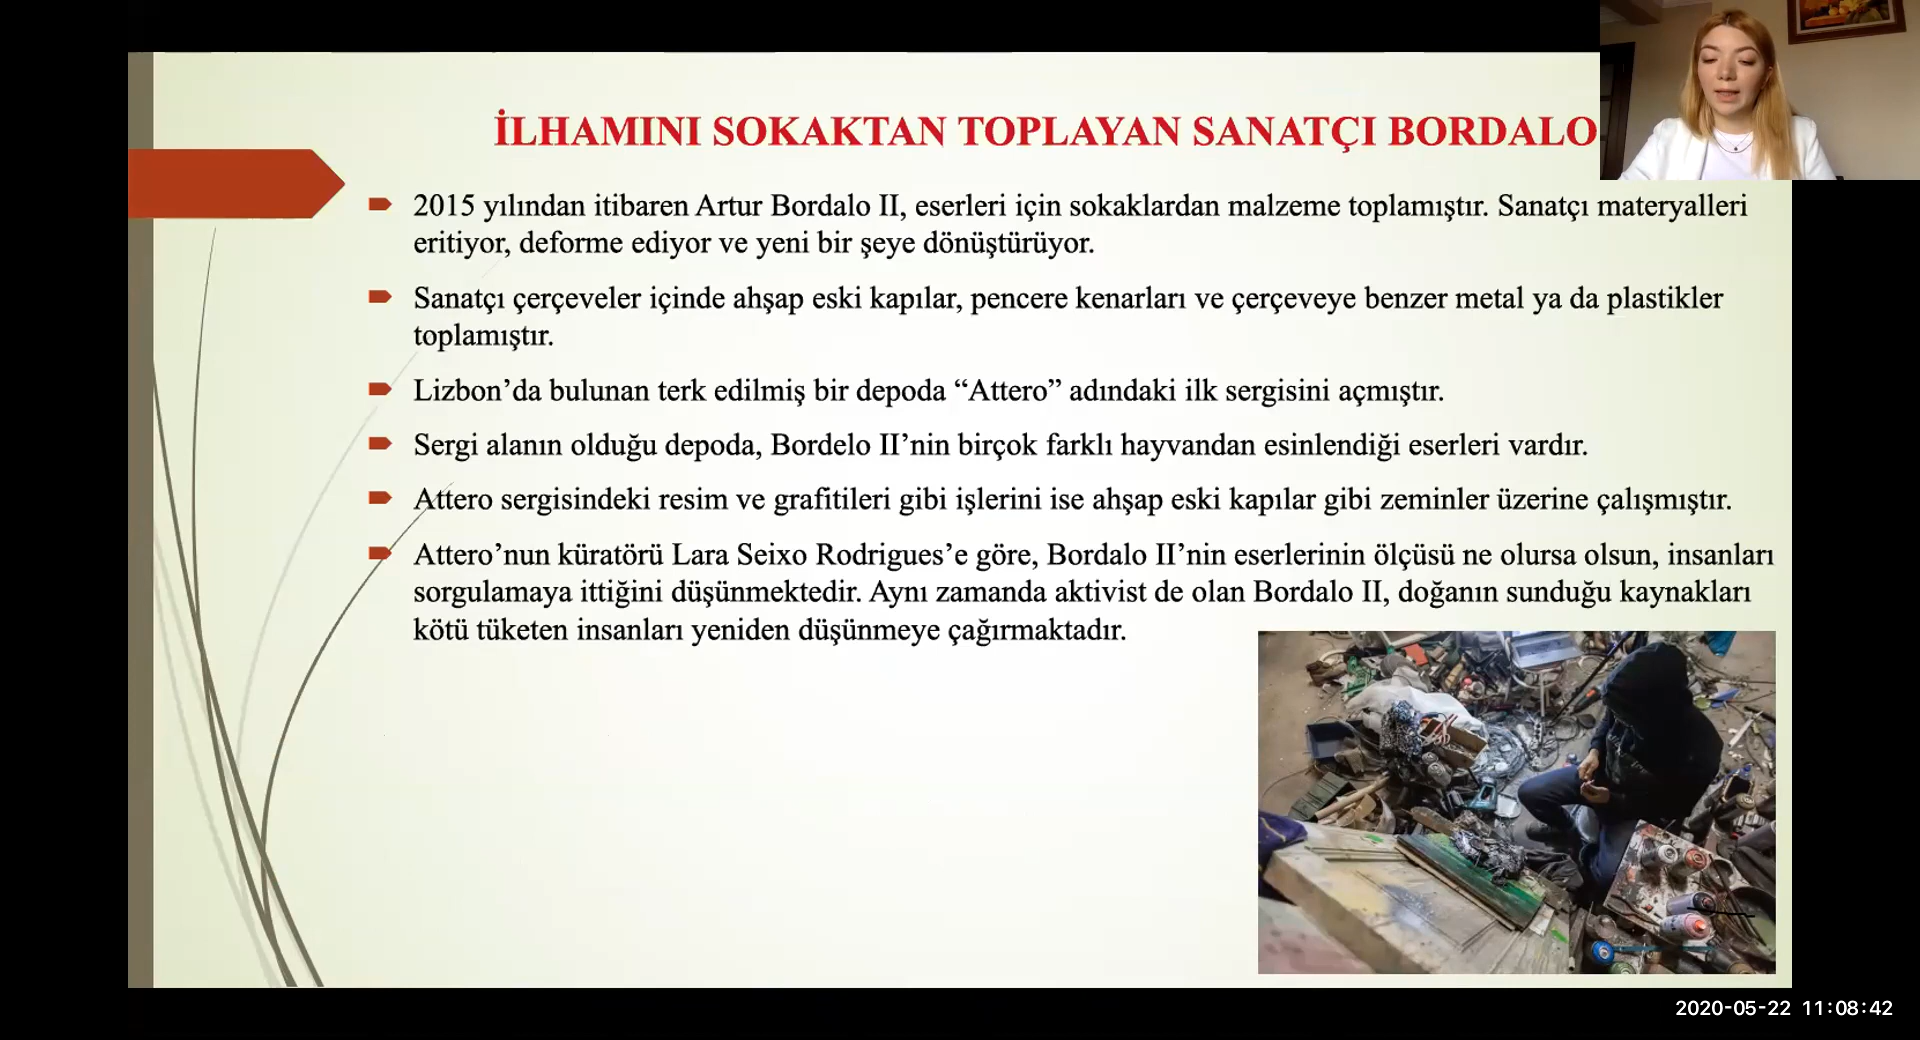 İLHAMINI SOKAKTAN TOPLAYAN SANATÇI BORDALO
2015 yılından itibaren Artur Bordalo II, eserleri için sokaklardan malzeme toplamıştır. Sanatçı materyalleri
eritiyor, deforme ediyor ve yeni bir şeye dönüştürüyor.
Sanatçı çerçeveler içinde ahşap eski kapılar, pencere kenarları ve çerçeveye benzer metal ya da plastikler
toplamıştır.
Lizbon’da bulunan terk edilmiş bir depoda “Attero” adındaki ilk sergisini açmıştır.
Sergi alanın olduğu depoda, Bordelo II’nin birçok farklı hayvandan esinlendiği eserleri vardır.
Attero sergisindeki resim ve grafitileri gibi işlerini ise ahşap eski kapılar gibi zeminler üzerine çalışmıştır.
Attero’nun küratörü Lara Seixo Rodrigues’e göre, Bordalo II’nin eserlerinin ölçüsü ne olursa olsun, insanları
sorgulamaya ittiğini düşünmektedir. Aynı zamanda aktivist de olan Bordalo II, doğanın sunduğu kaynakları
kötü tüketen insanları yeniden düşünmeye çağırmaktadır.
2020-05-22 11:08:42